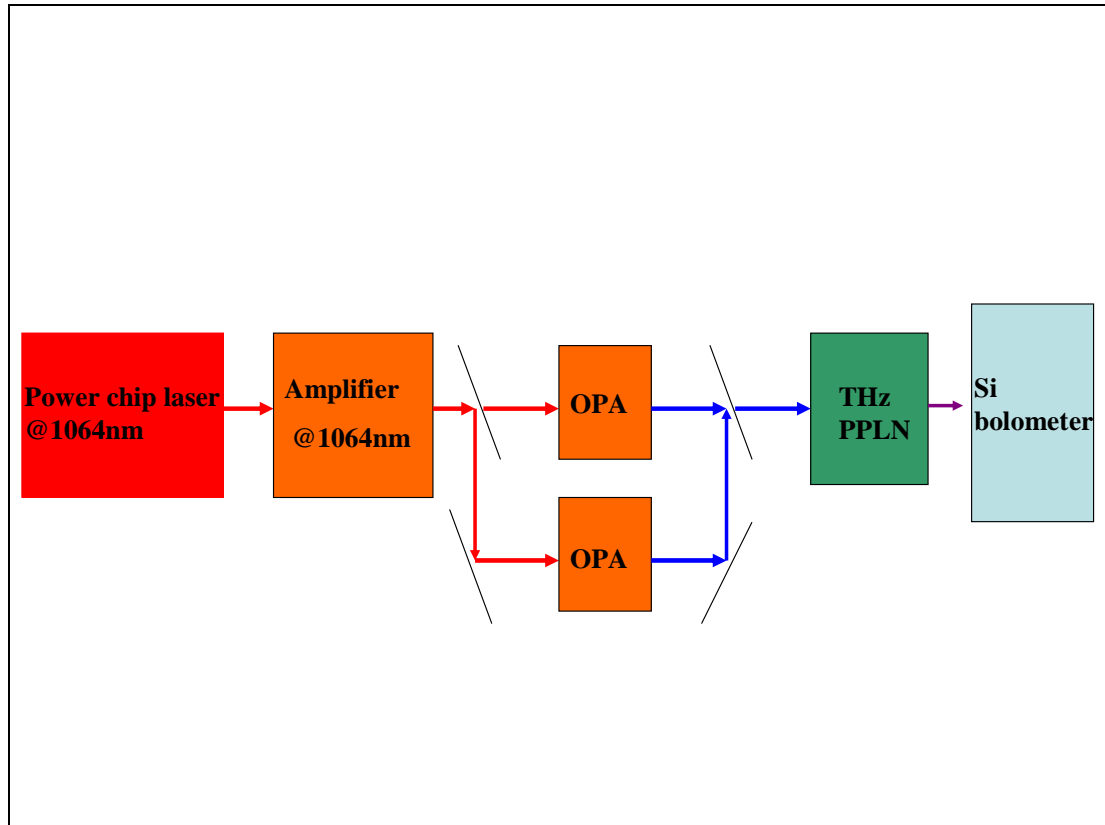 Power chip laser
@1064nm
Amplifier
@1064nm
OPA
OPA
THz
PPLN
Si
bolometer